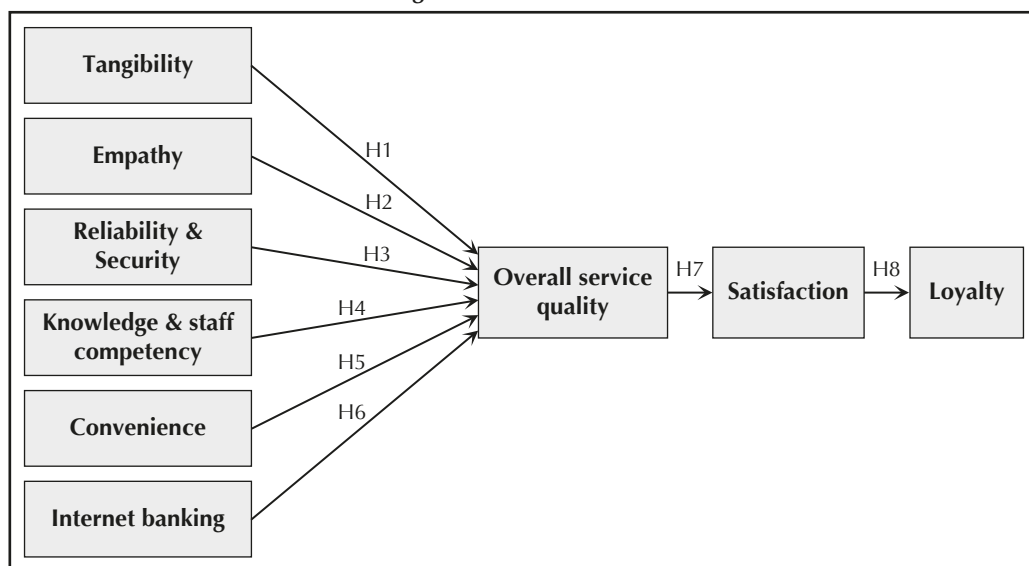 Tangibility
Empathy
Reliability &
Security
Knowledge & staff
competency
Convenience
Internet banking
H1
H2
H3
H4
H5
H6
Overall service
quality
H7
Satisfaction
H8
Loyalty